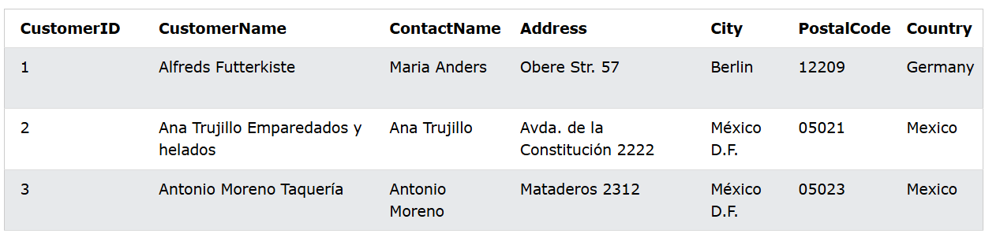 CustomerID CustomerName ContactName Address City PostalCode Country
1 Alfreds Futterkiste Maria Anders Obere Str. 57 Berlin 12209 Germany
2 Ana Trujillo Emparedados y Ana Trujillo Avda. de la México 05021 Mexico
helados Constitución 2222 D.F.
3 Antonio Moreno Taquería Antonio Mataderos 2312 México 05023 Mexico
Moreno D.F.